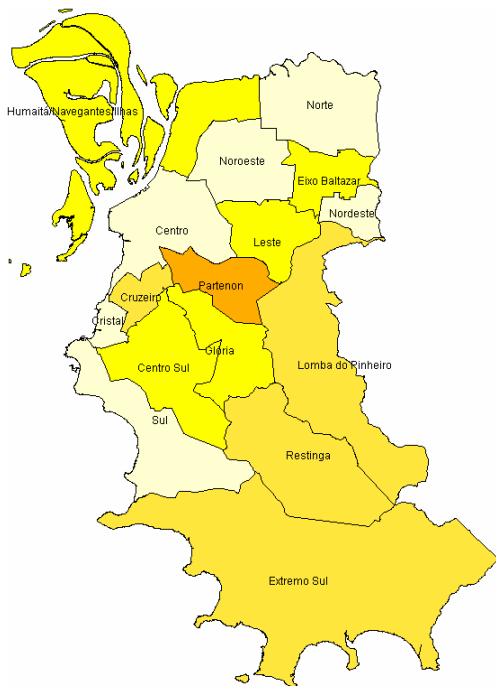 Norte
Humaitá/Navegantes/Ilhas
Noroeste
Eixo Baltazar
Nordeste
Centro
Leste
Partenon
Cruzeiro
Cristal
Glória
Centro Sul
Lomba do Pinheiro
Sul
Restinga
Extremo Sul